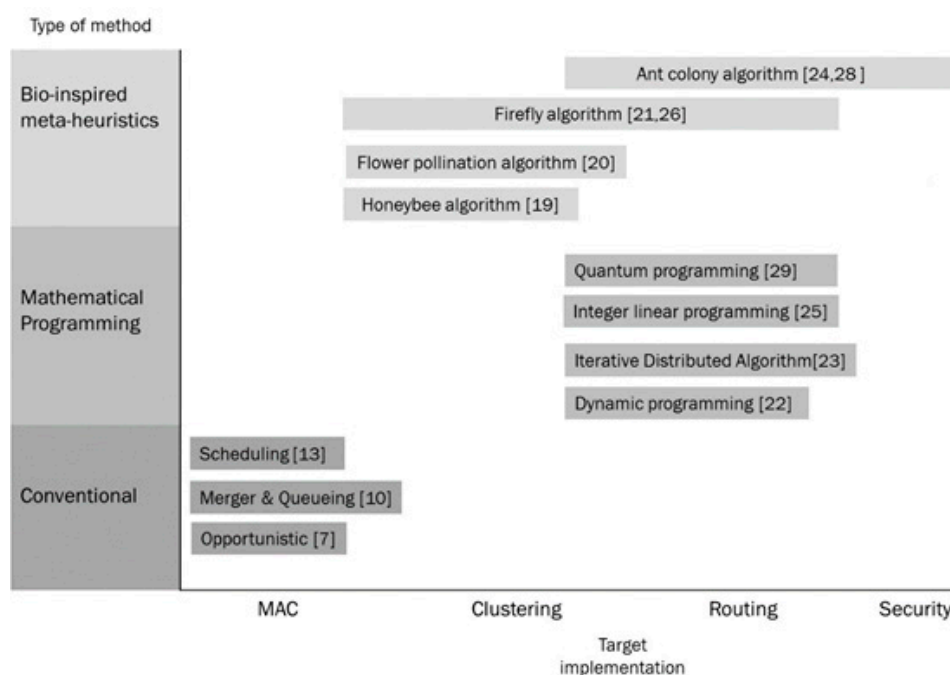 Type of method
Bio-inspired
meta-heuristics
Ant colony algorithm [24,28 ]
Firefly algorithm [21,26]
Flower pollination algorithm [20]
Honeybee algorithm [19]
Mathematical
Programming
Quantum programming [29]
Integer linear programming [25]
Iterative Distributed Algorithm[23]
Dynamic programming [22]
Conventional
Scheduling [13]
Merger & Queueing [10]
Opportunistic [7]
MAC Clustering Routing Security
Target
implementation